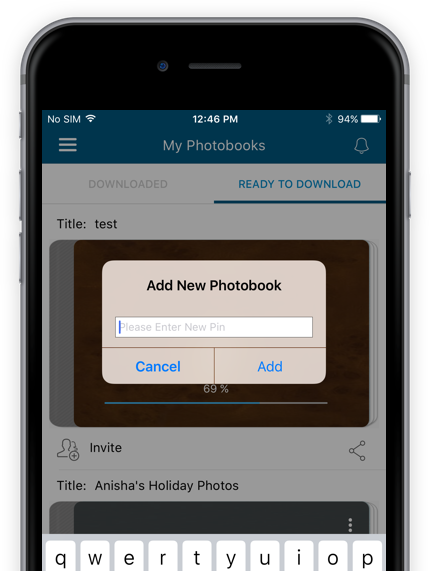 No SIM 12:46 PM 94%
My Photobooks
DOWNLOADED READY TO DOWNLOAD
Title: test
Add New Photobook
Please Enter New Pin
Cancel Add
69 %
Invite
Title: Anisha's Holiday Photos
q w e r t y u i o p